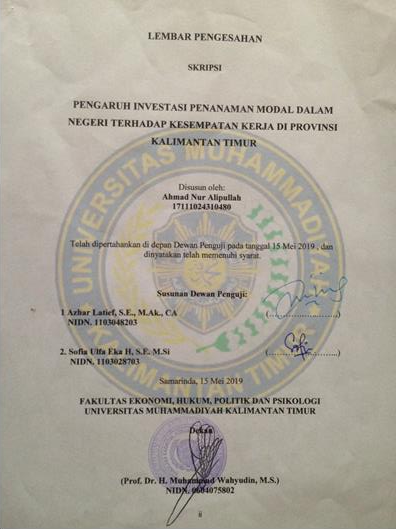 LEMBAR PENGESAHAN
SKRIPSI
PENGARUH INVESTASI PENANAMAN MODAL DALAM
NEGERI TERHADAP KESEMPATAN KERJA DI PROVINSI
KALIMANTAN TIMUR
Disusun oleh:
Ahmad Nur Alipullah
17111024310480
Telah dipertahankan di depan Dewan Penguji pada tanggal 15 Mei 2019 , dan
dinyatakan telah memenuhi syarat.
Susunan Dewan Penguji:
1 Azhar Latief, S.E., M.Ak., CA
NIDN. 1103048203
(........................)
2. Sofia Ulfa Eka H, S.E. M.Si
NIDN. 1103028703
(........................)
Samarinda, 15 Mei 2019
FAKULTAS EKONOMI, HUKUM, POLITIK DAN PSIKOLOGI
UNIVERSITAS MUHAMMADIYAH KALIMANTAN TIMUR
Dekan
(Prof. Dr. H. Muhammad Wahyudin, M.S.)
NIDN. 0604075802
ii
UNIVERSITAS MUHAMMADIYAH
KALIMANTAN TIMUR